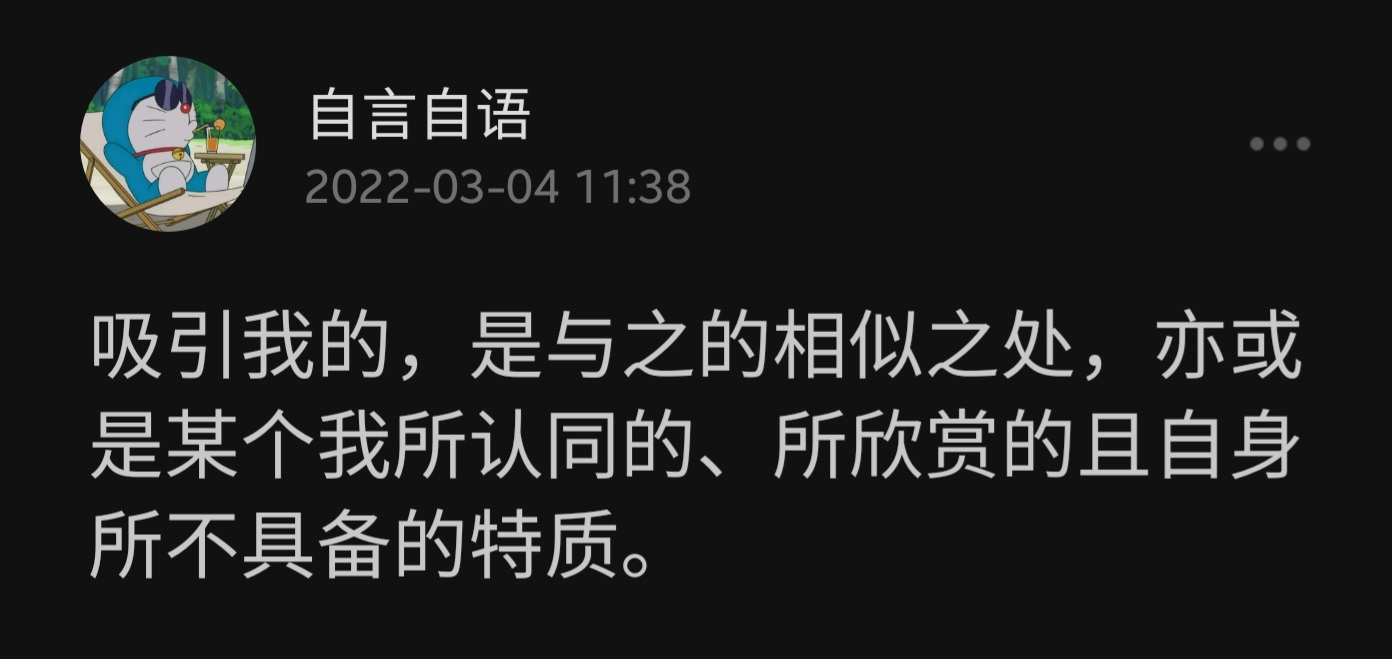 自言自语
2022-03-04 11:38
吸引我的，是与之的相似之处，亦或
是某个我所认同的、所欣赏的且自身
所不具备的特质。